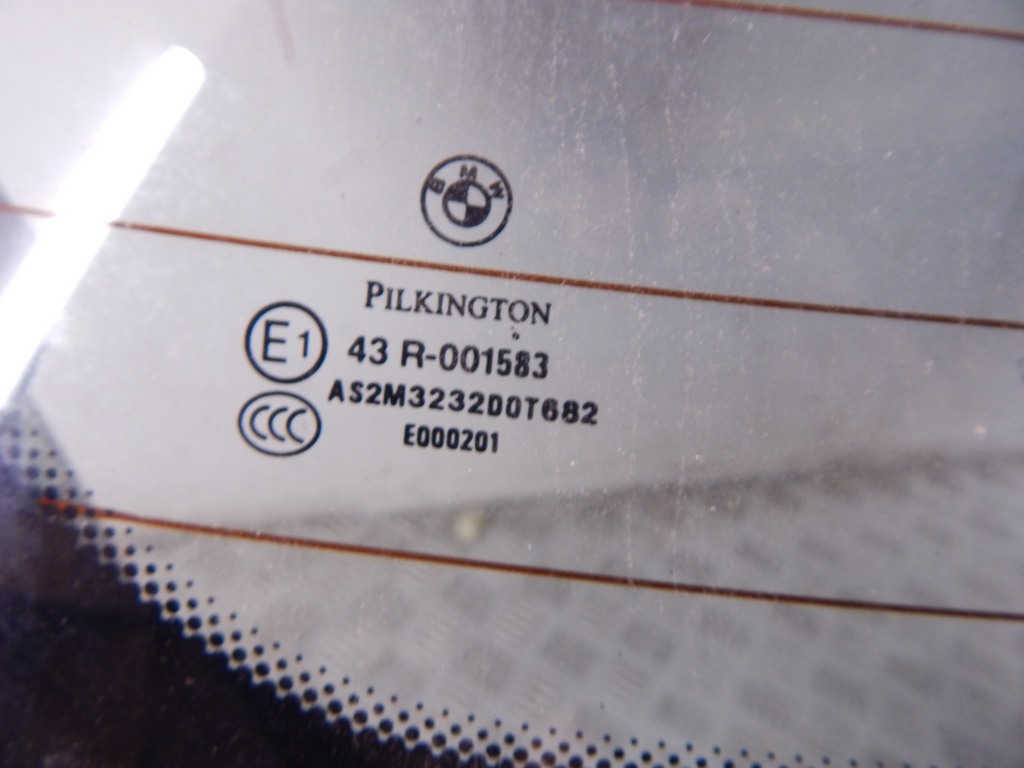 BMW
PILKINGTON
E1 43 R-001583
CCC AS2M3232D0T682
E000201